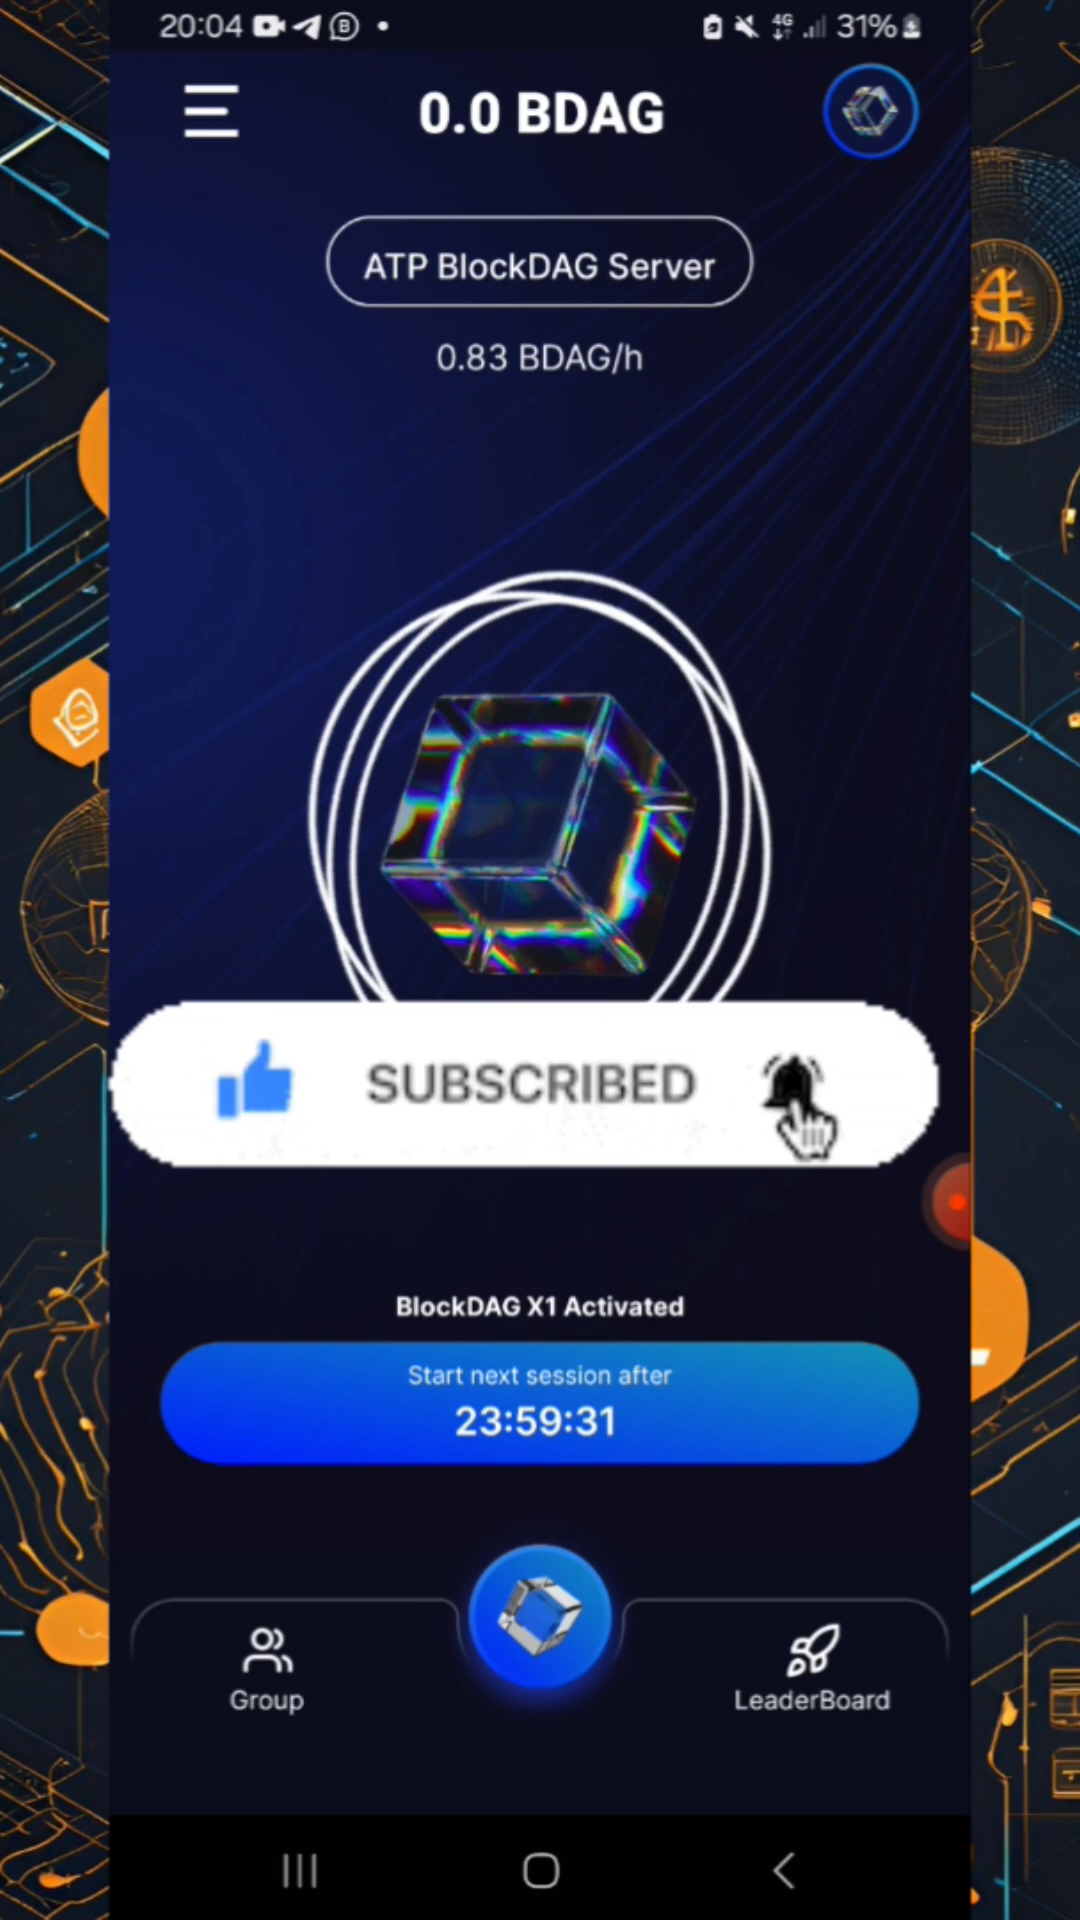 20:04
4G
31%
0.0 BDAG
ATP BlockDAG Server
0.83 BDAG/h
SUBSCRIBED
BlockDAG X1 Activated
Start next session after
23:59:31
Group
LeaderBoard